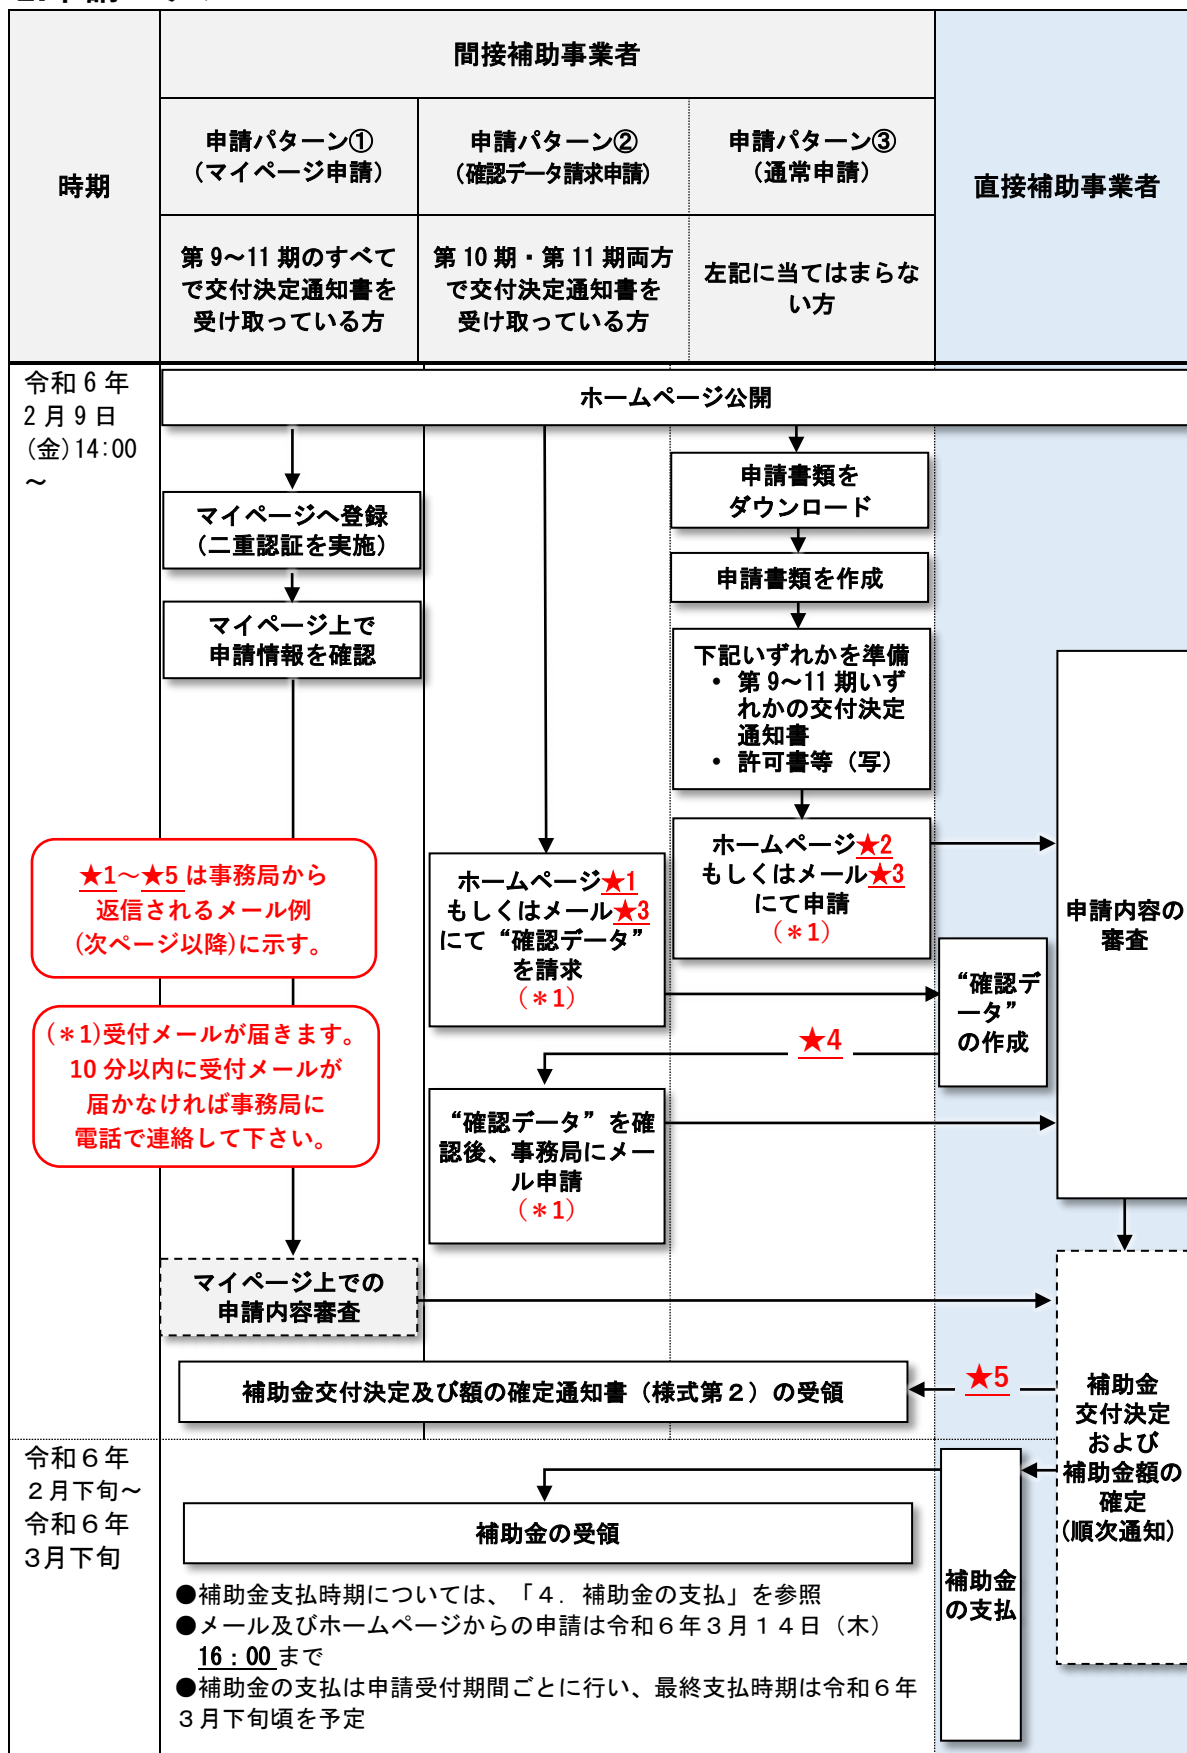 時期
間接補助事業者
直接補助事業者
申請パターン①
（マイページ申請）
申請パターン②
（確認データ請求申請）
申請パターン③
（通常申請）
第 9～11 期のすべて
で交付決定通知書を
受け取っている方
第 10 期・第 11 期両方
で交付決定通知書を
受け取っている方
左記に当てはまらな
い方
令和 6 年
2 月 9 日
(金)14:00
～
ホームページ公開
マイページへ登録
（二重認証を実施）
マイページ上で
申請情報を確認
申請書類を
ダウンロード
申請書類を作成
下記いずれかを準備
• 第 9～11 期いず
れかの交付決定
通知書
• 許可書等（写）
ホームページ★2
もしくはメール★3
にて申請
(＊1)
★1～★5 は事務局から
返信されるメール例
(次ページ以降)に示す。
ホームページ★1
もしくはメール★3
にて“確認データ”
を請求
(＊1)
申請内容の
審査
“確認デ
ータ”
の作成
(＊1)受付メールが届きます。
10 分以内に受付メールが
届かなければ事務局に
電話で連絡して下さい。
★4
“確認データ”を確
認後、事務局にメー
ル申請
(＊1)
マイページ上での
申請内容審査
補助金交付決定及び額の確定通知書（様式第２）の受領
★5
補助金
交付決定
および
補助金額の
確定
(順次通知)
令和６年
２月下旬～
令和６年
3月下旬
補助金の受領
補助金
の支払
●補助金支払時期については、「４．補助金の支払」を参照
●メール及びホームページからの申請は令和６年３月１４日（木）
16：00 まで
●補助金の支払は申請受付期間ごとに行い、最終支払時期は令和６年
３月下旬頃を予定